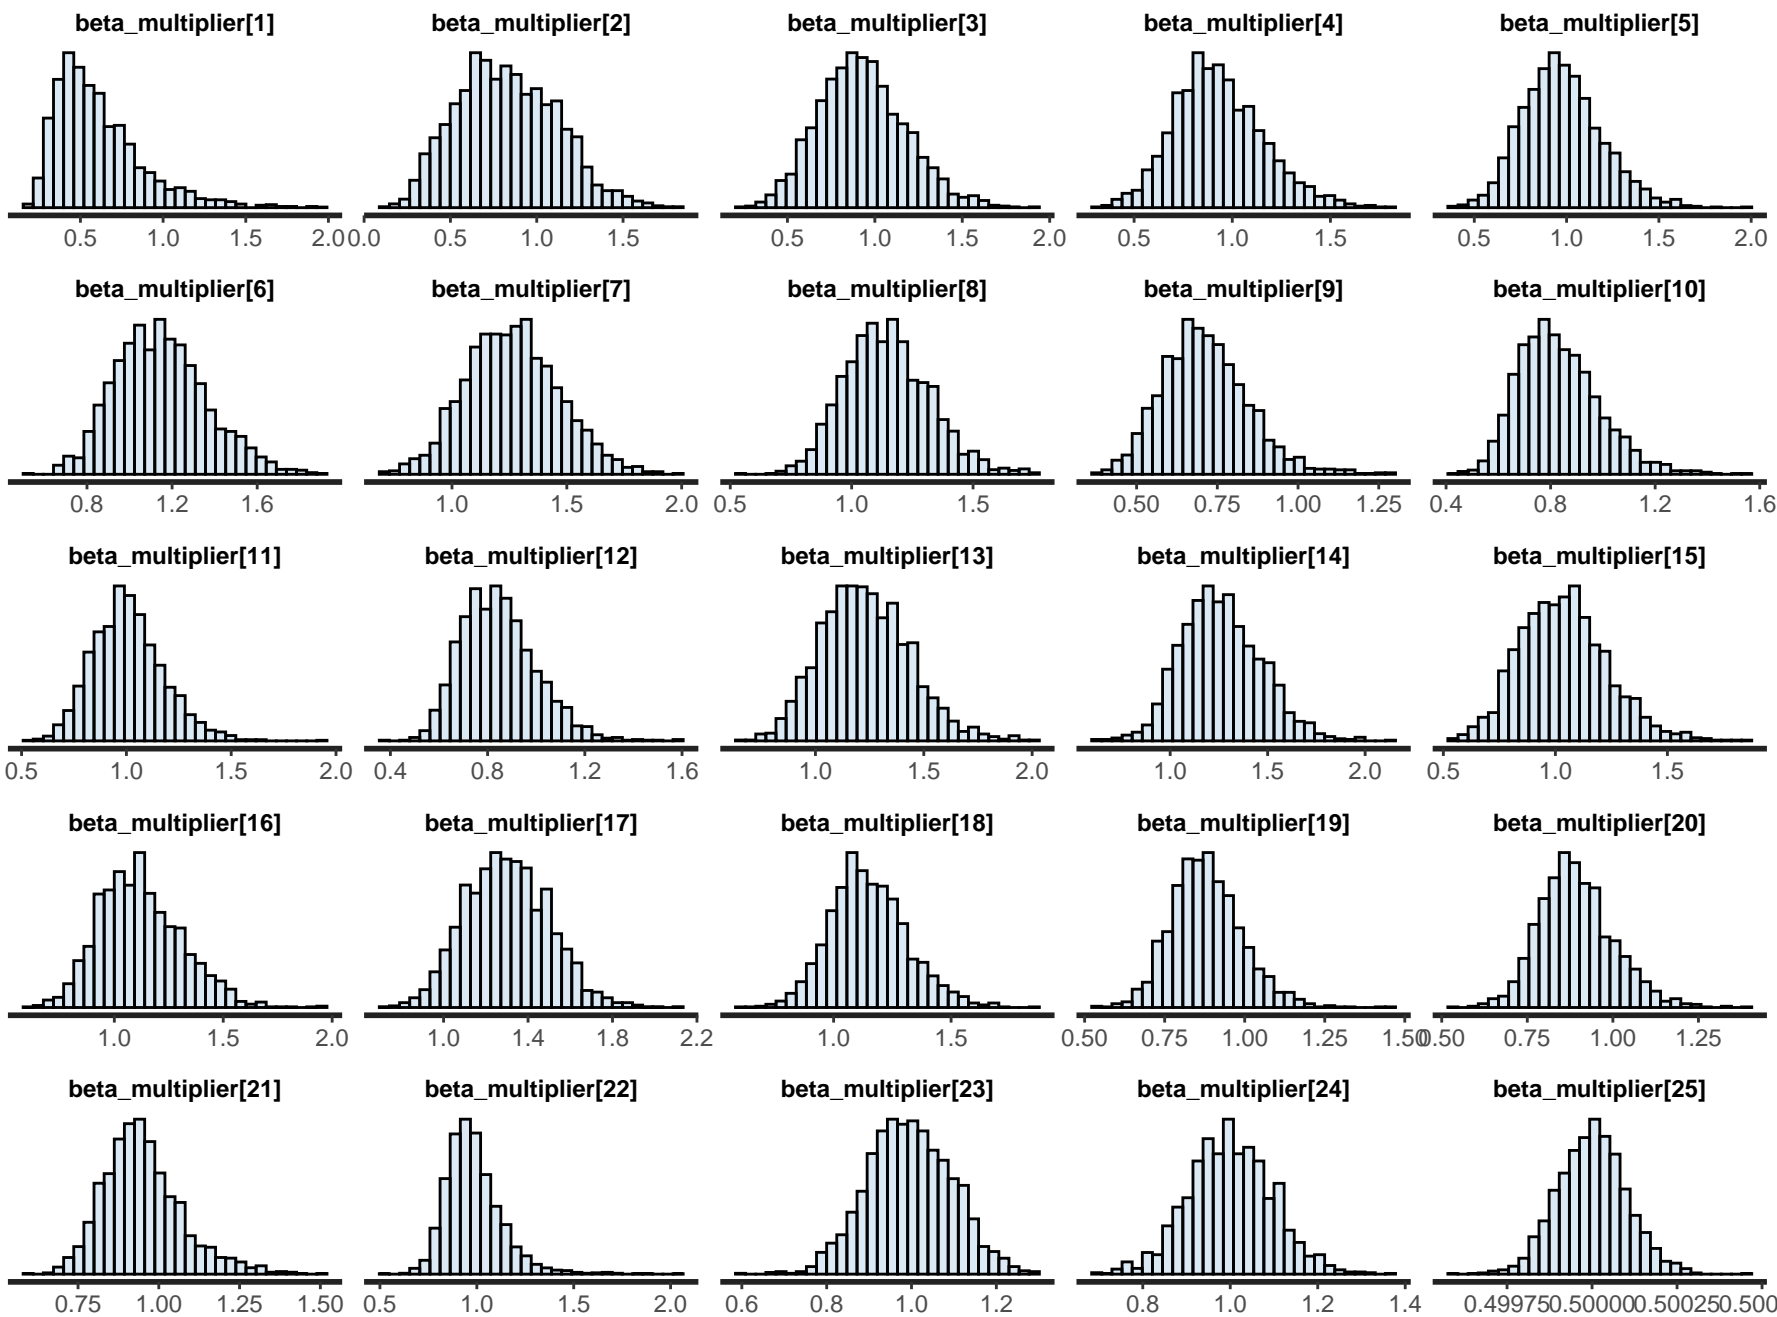 beta_multiplier[1] beta_multiplier[2] beta_multiplier[3] beta_multiplier[4] beta_multiplier[5]
0.5 1.0 1.5 2.0 0.0 0.5 1.0 1.5 0.5 1.0 1.5 2.0 0.5 1.0 1.5 0.5 1.0 1.5 2.0
beta_multiplier[6] beta_multiplier[7] beta_multiplier[8] beta_multiplier[9] beta_multiplier[10]
0.8 1.2 1.6 1.0 1.5 2.0 0.5 1.0 1.5 0.50 0.75 1.00 1.25 0.4 0.8 1.2 1.6
beta_multiplier[11] beta_multiplier[12] beta_multiplier[13] beta_multiplier[14] beta_multiplier[15]
0.5 1.0 1.5 2.0 0.4 0.8 1.2 1.6 1.0 1.5 2.0 1.0 1.5 2.0 0.5 1.0 1.5
beta_multiplier[16] beta_multiplier[17] beta_multiplier[18] beta_multiplier[19] beta_multiplier[20]
1.0 1.5 2.0 1.0 1.4 1.8 2.2 1.0 1.5 0.50 0.75 1.00 1.25 1.50 0.50 0.75 1.00 1.25
beta_multiplier[21] beta_multiplier[22] beta_multiplier[23] beta_multiplier[24] beta_multiplier[25]
0.75 1.00 1.25 1.50 0.5 1.0 1.5 2.0 0.6 0.8 1.0 1.2 0.8 1.0 1.2 1.4 0.49975 0.50000 0.50025 0.500